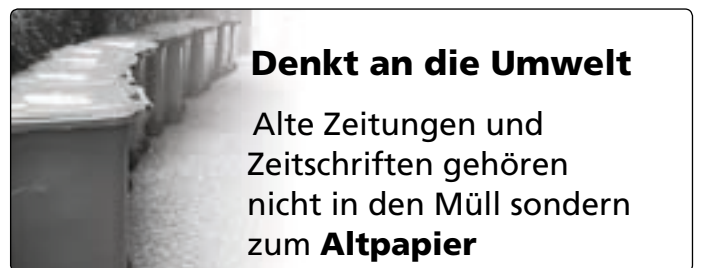 Denkt an die Umwelt
Alte Zeitungen und
Zeitschriften gehören
nicht in den Müll sondern
zum Altpapier